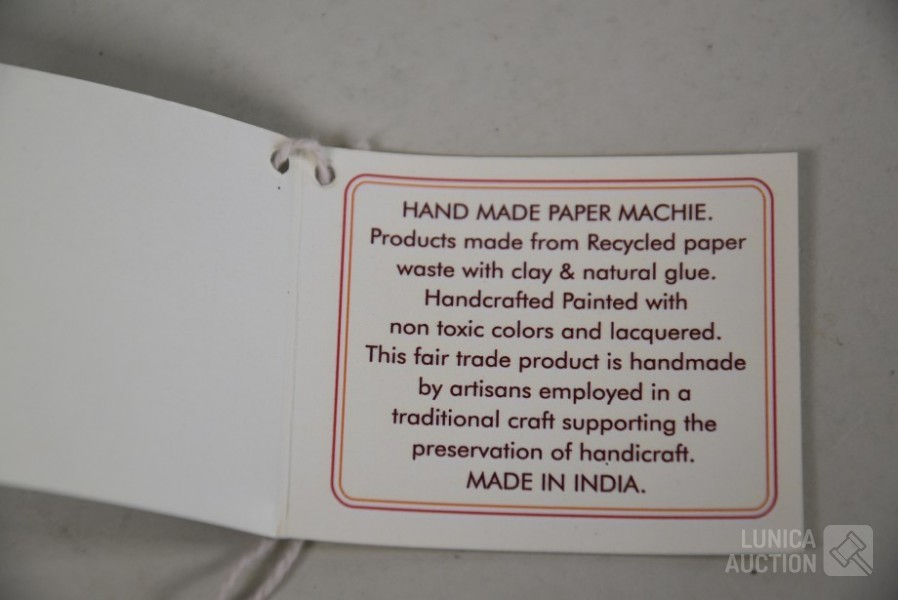 HAND MADE PAPER MACHIE.
Products made from Recycled paper
waste with clay & natural glue.
Handcrafted Painted with
non toxic colors and lacquered.
This fair trade product is handmade
by artisans employed in a
traditional craft supporting the
preservation of handicraft.
MADE IN INDIA.
LUNICA
AUCTION